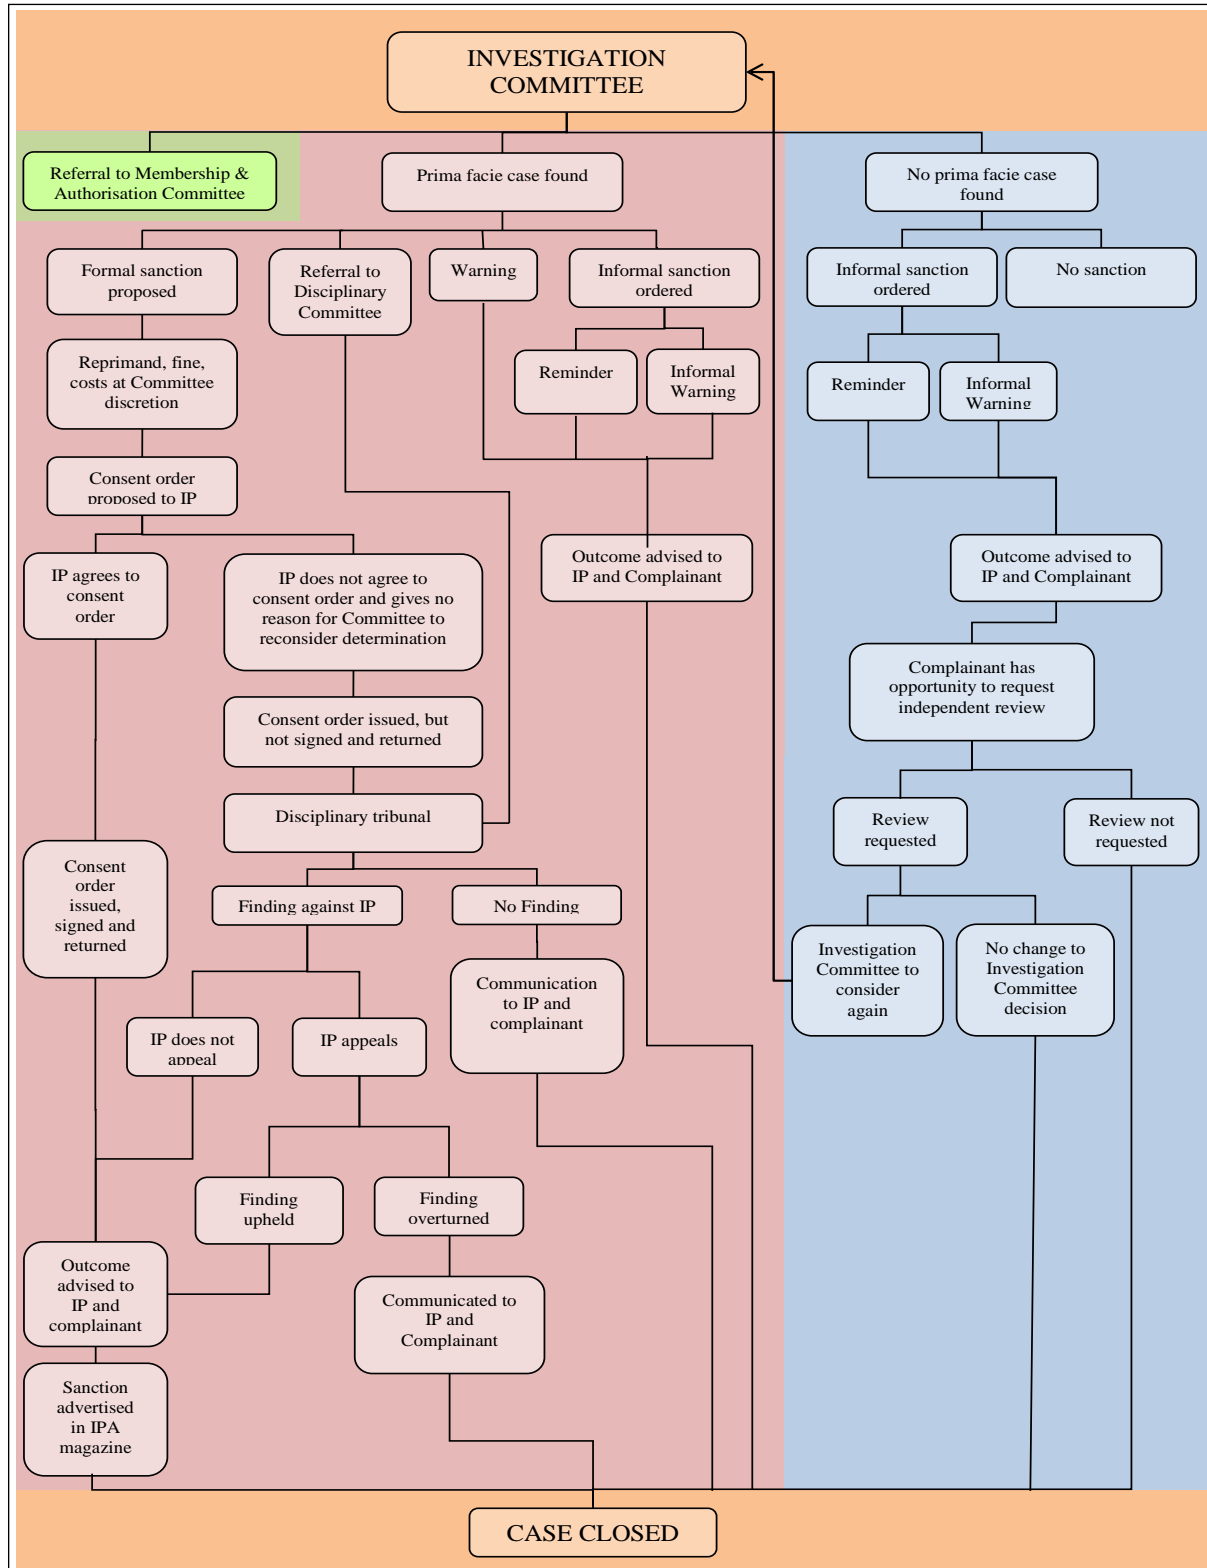 INVESTIGATION
COMMITTEE
Referral to Membership &
Authorisation Committee
Prima facie case found
No prima facie case
found
Formal sanction
proposed
Referral to
Disciplinary
Committee
Warning
Informal sanction
ordered
Informal sanction
ordered
No sanction
Reprimand, fine,
costs at Committee
discretion
Reminder
Informal
Warning
Reminder
Informal
Warning
Consent order
proposed to IP
IP agrees to
consent
order
IP does not agree to
consent order and gives no
reason for Committee to
reconsider determination
Outcome advised to
IP and Complainant
Outcome advised to
IP and Complainant
Complainant has
opportunity to request
independent review
Consent order issued, but
not signed and returned
Disciplinary tribunal
Review
requested
Review not
requested
Consent
order
issued,
signed and
returned
Finding against IP
No Finding
Investigation
Committee to
consider
again
No change to
Investigation
Committee
decision
Communication
to IP and
complainant
IP does not
appeal
IP appeals
Finding
upheld
Finding
overturned
Outcome
advised to
IP and
complainant
Communicated to
IP and
Complainant
Sanction
advertised
in IPA
magazine
CASE CLOSED